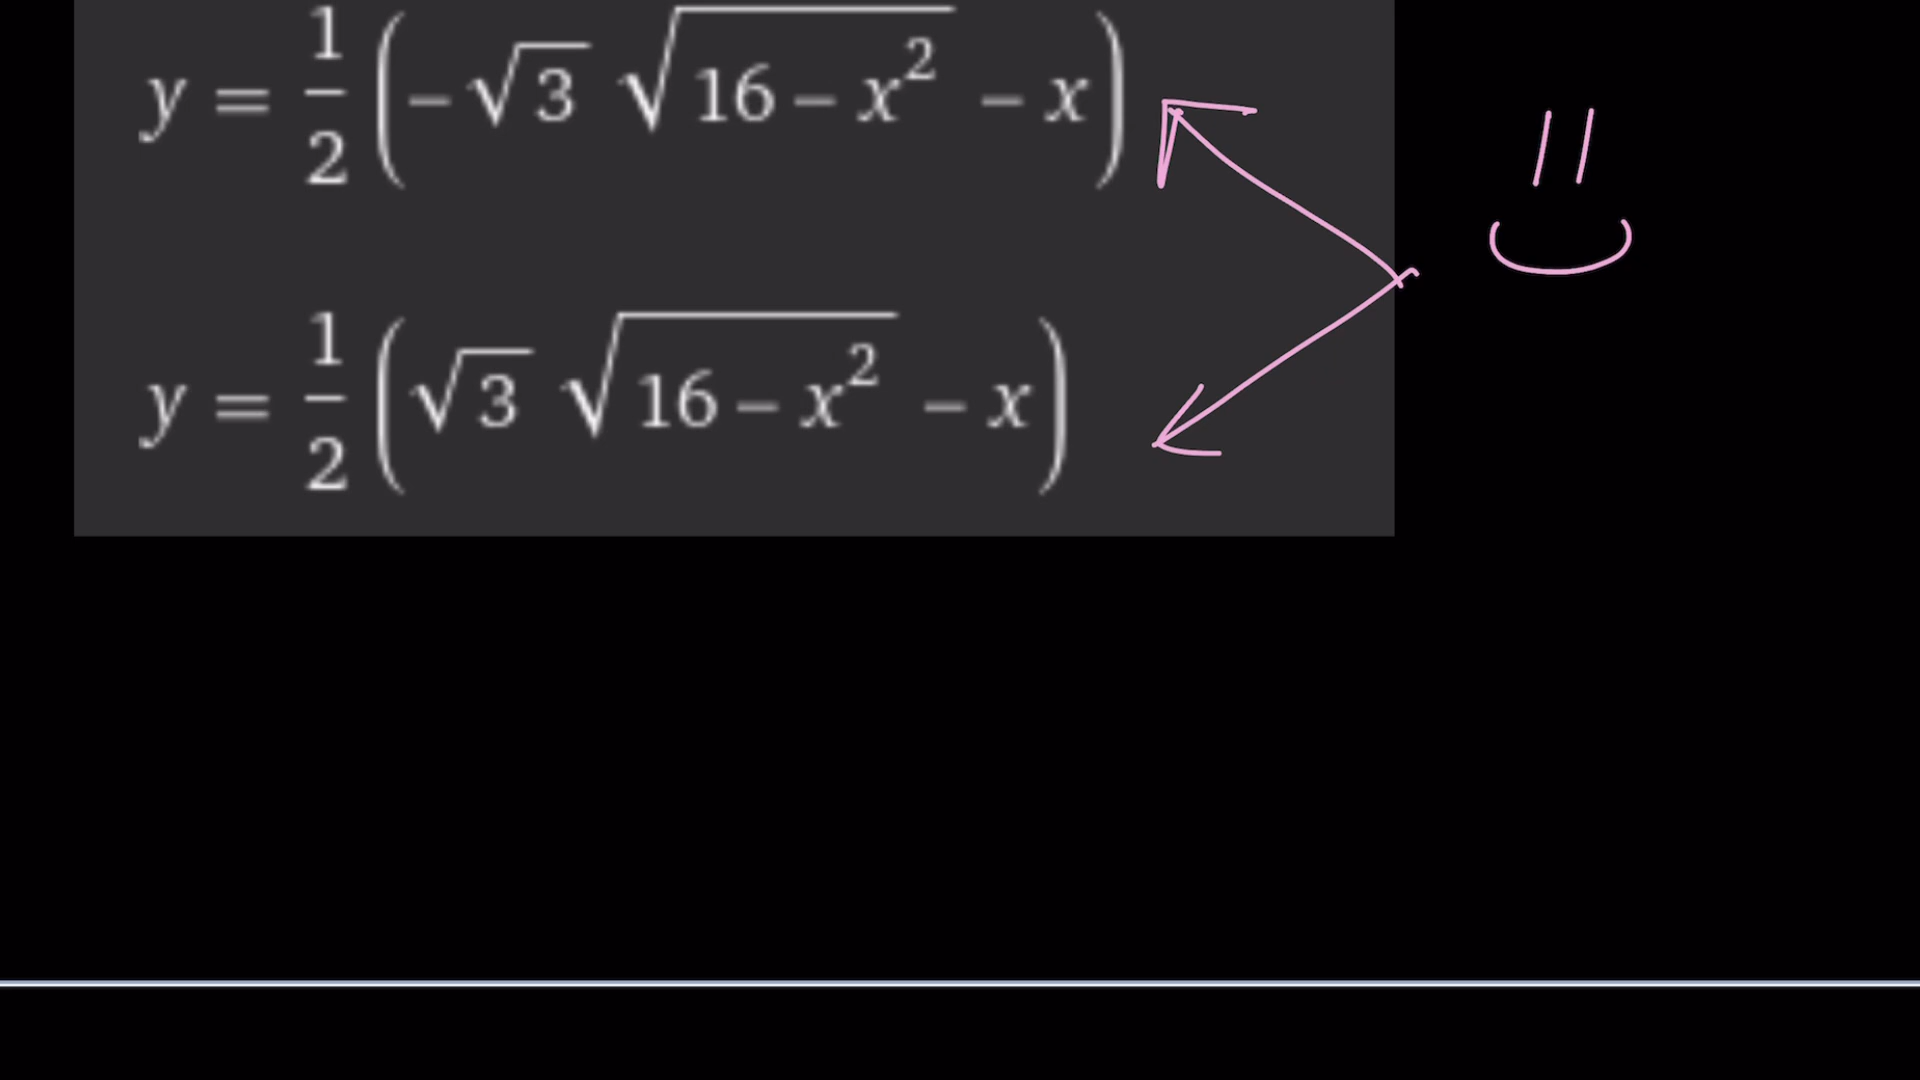 y = 1/2 (−√3 √(16 − x²) − x)
y = 1/2 (√3 √(16 − x²) − x)